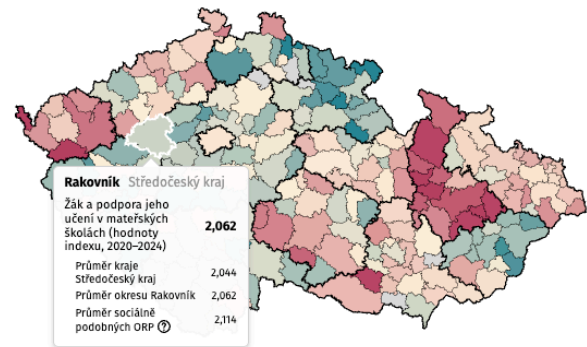 Rakovník Středočeský kraj
Žák a podpora jeho
učení v mateřských
školách (hodnoty
indexu, 2020–2024)
2,062
Průměr kraje
Středočeský kraj
2,044
Průměr okresu Rakovník 2,062
Průměr sociálně
podobných ORP ?
2,114